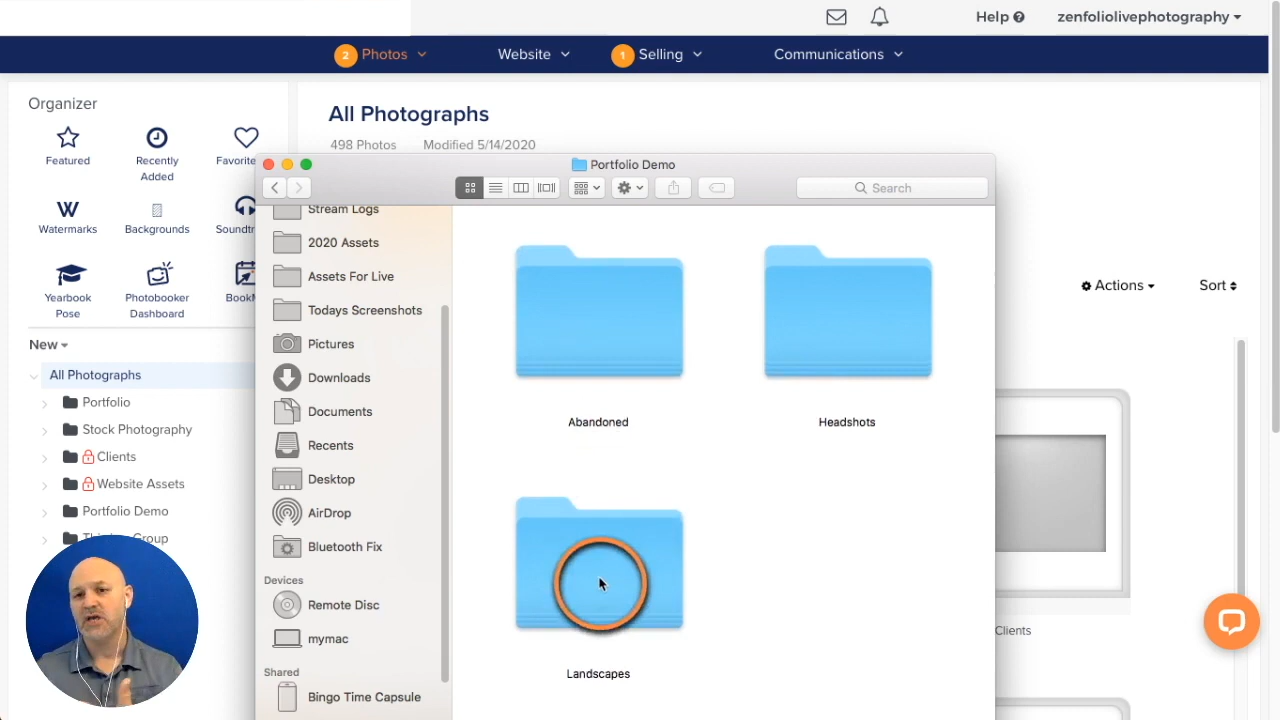 Help
zenfoliolivephotography
2 Photos
Website
1 Selling
Communications
Organizer
Featured
Recently Added
Favorite
Watermarks
Backgrounds
Soundtr
Yearbook Pose
Photobooker Dashboard
BookM
New
All Photographs
Portfolio
Stock Photography
Clients
Website Assets
Portfolio Demo
Group
All Photographs
498 Photos
Modified 5/14/2020
Actions
Sort
Clients
Portfolio Demo
Search
Stream Logs
2020 Assets
Assets For Live
Todays Screenshots
Pictures
Downloads
Documents
Recents
Desktop
AirDrop
Bluetooth Fix
Devices
Remote Disc
mymac
Shared
Bingo Time Capsule
Abandoned
Headshots
Landscapes